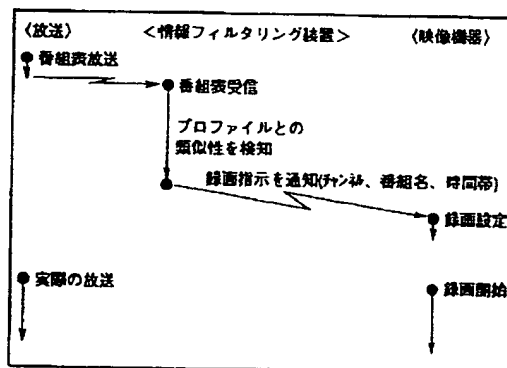 〈放送〉 <情報フィルタリング装置> 〈映像機器〉
番組表放送
番組表受信
プロファイルとの
類似性を検知
録画指示を通知(チャンネル、番組名、時間帯)
録画設定
実際の放送
録画開始